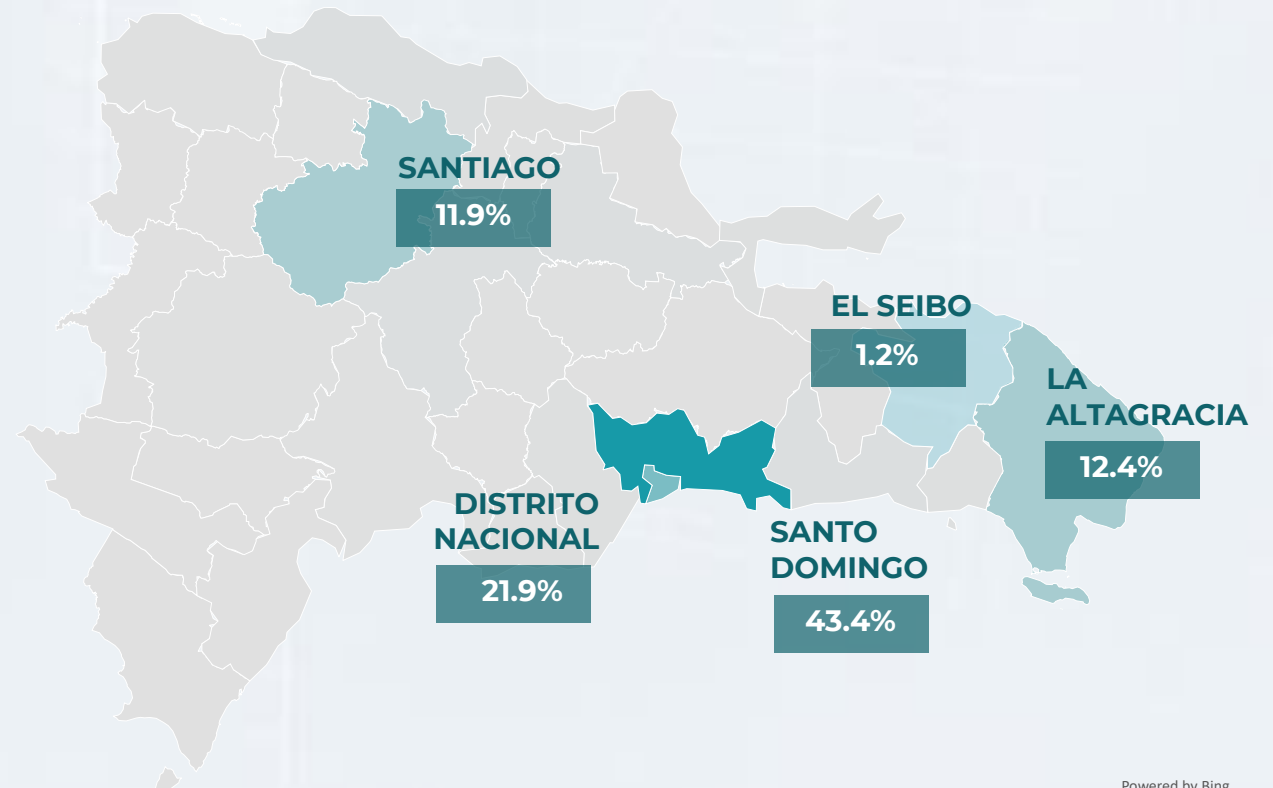 SANTIAGO
11.9%
EL SEIBO
1.2%
LA
ALTAGRACIA
12.4%
DISTRITO
NACIONAL
21.9%
SANTO
DOMINGO
43.4%
Powered by Bing